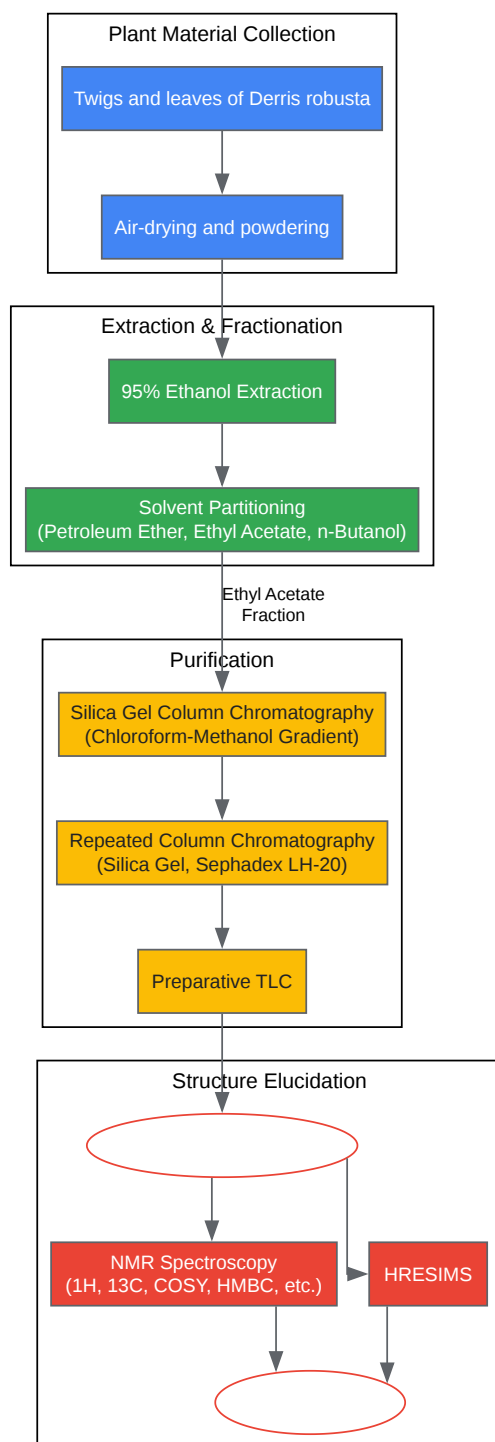 Plant Material Collection
Twigs and leaves of Derris robusta
Air-drying and powdering
Extraction & Fractionation
95% Ethanol Extraction
Solvent Partitioning
(Petroleum Ether, Ethyl Acetate, n-Butanol)
Ethyl Acetate
Fraction
Purification
Silica Gel Column Chromatography
(Chloroform-Methanol Gradient)
Repeated Column Chromatography
(Silica Gel, Sephadex LH-20)
Preparative TLC
Structure Elucidation
NMR Spectroscopy
(1H, 13C, COSY, HMBC, etc.)
HRESIMS